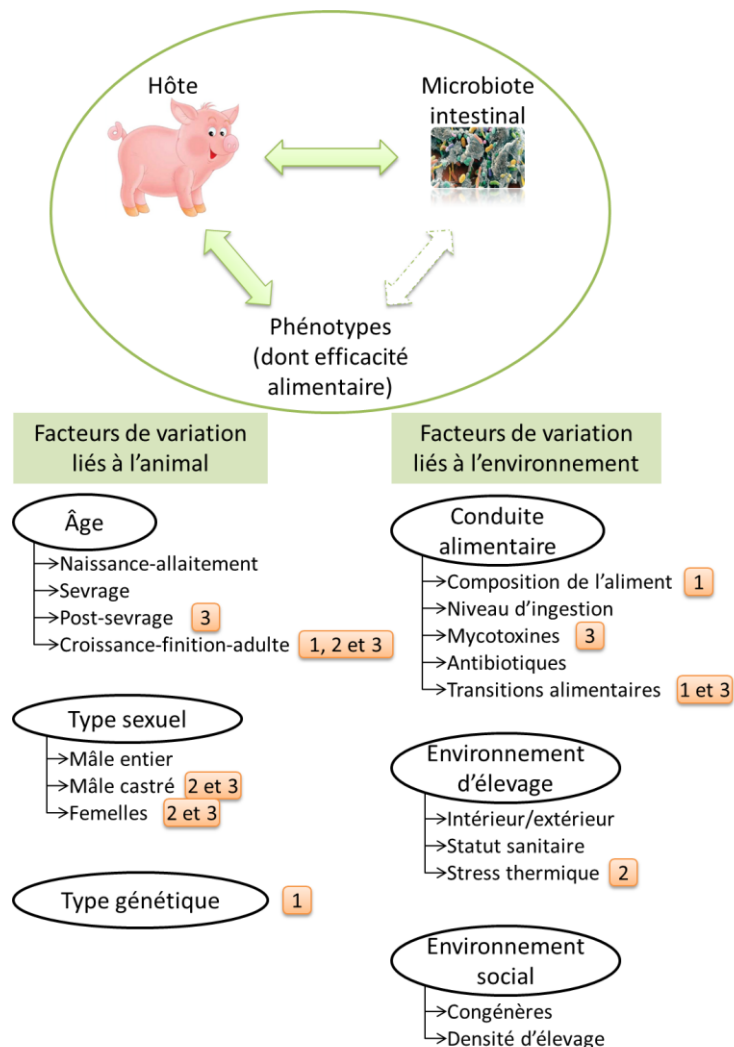 Hôte
Microbiote
intestinal
Phénotypes
(dont efficacité
alimentaire)
Facteurs de variation
liés à l'animal
Âge
Naissance-allaitement
Sevrage
Post-sevrage 3
Croissance-finition-adulte 1, 2 et 3
Type sexuel
Mâle entier
Mâle castré 2 et 3
Femelles 2 et 3
Type génétique 1
Facteurs de variation
liés à l'environnement
Conduite
alimentaire
Composition de l'aliment 1
Niveau d'ingestion
Mycotoxines 3
Antibiotiques
Transitions alimentaires 1 et 3
Environnement
d'élevage
Intérieur/extérieur
Statut sanitaire
Stress thermique 2
Environnement
social
Congénères
Densité d'élevage